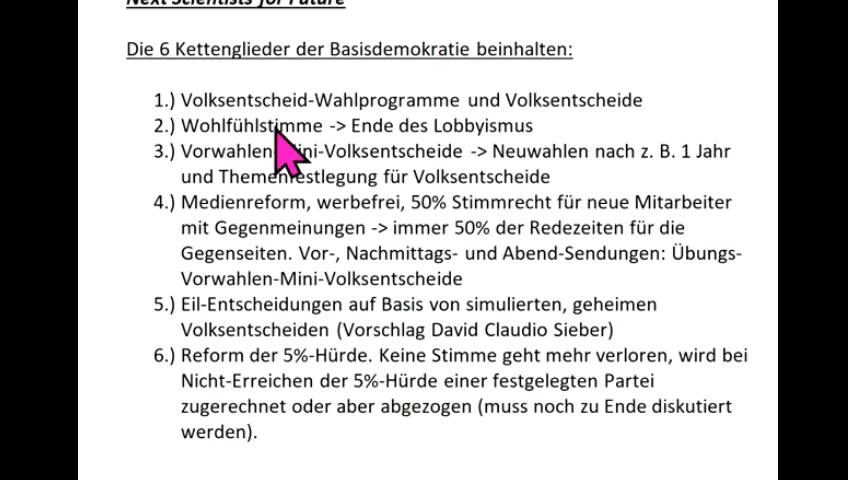 Next Scientists for Future
Die 6 Kettenglieder der Basisdemokratie beinhalten:
1.) Volksentscheid-Wahlprogramme und Volksentscheide
2.) Wohlfühlstimme -> Ende des Lobbyismus
3.) Vorwahlen-Mini-Volksentscheide -> Neuwahlen nach z. B. 1 Jahr
und Themenfestlegung für Volksentscheide
4.) Medienreform, werbefrei, 50% Stimmrecht für neue Mitarbeiter
mit Gegenmeinungen -> immer 50% der Redezeiten für die
Gegenseiten. Vor-, Nachmittags- und Abend-Sendungen: Übungs-
Vorwahlen-Mini-Volksentscheide
5.) Eil-Entscheidungen auf Basis von simulierten, geheimen
Volksentscheiden (Vorschlag David Claudio Sieber)
6.) Reform der 5%-Hürde. Keine Stimme geht mehr verloren, wird bei
Nicht-Erreichen der 5%-Hürde einer festgelegten Partei
zugerechnet oder aber abgezogen (muss noch zu Ende diskutiert
werden).